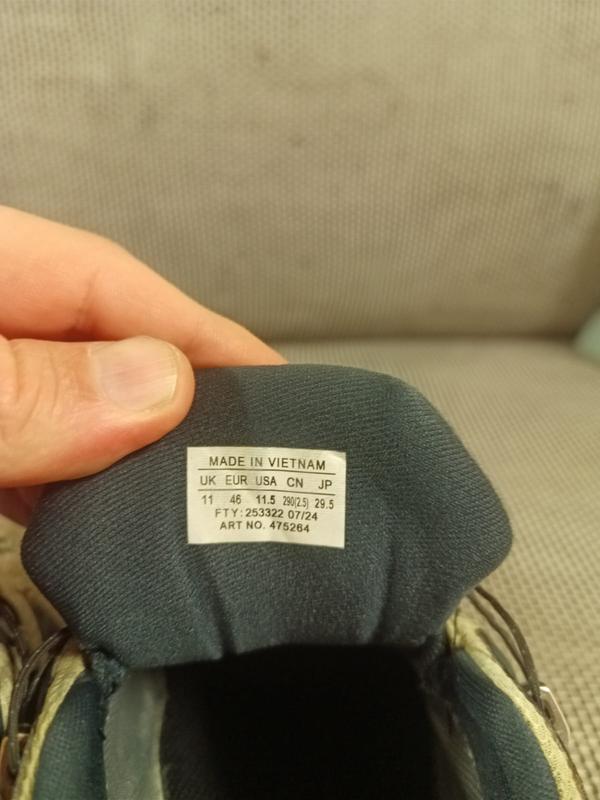 MADE IN VIETNAM
UK EUR USA CN JP
11 46 11.5 290(2.5) 29.5
FTY: 253322 07/24
ART NO. 475264